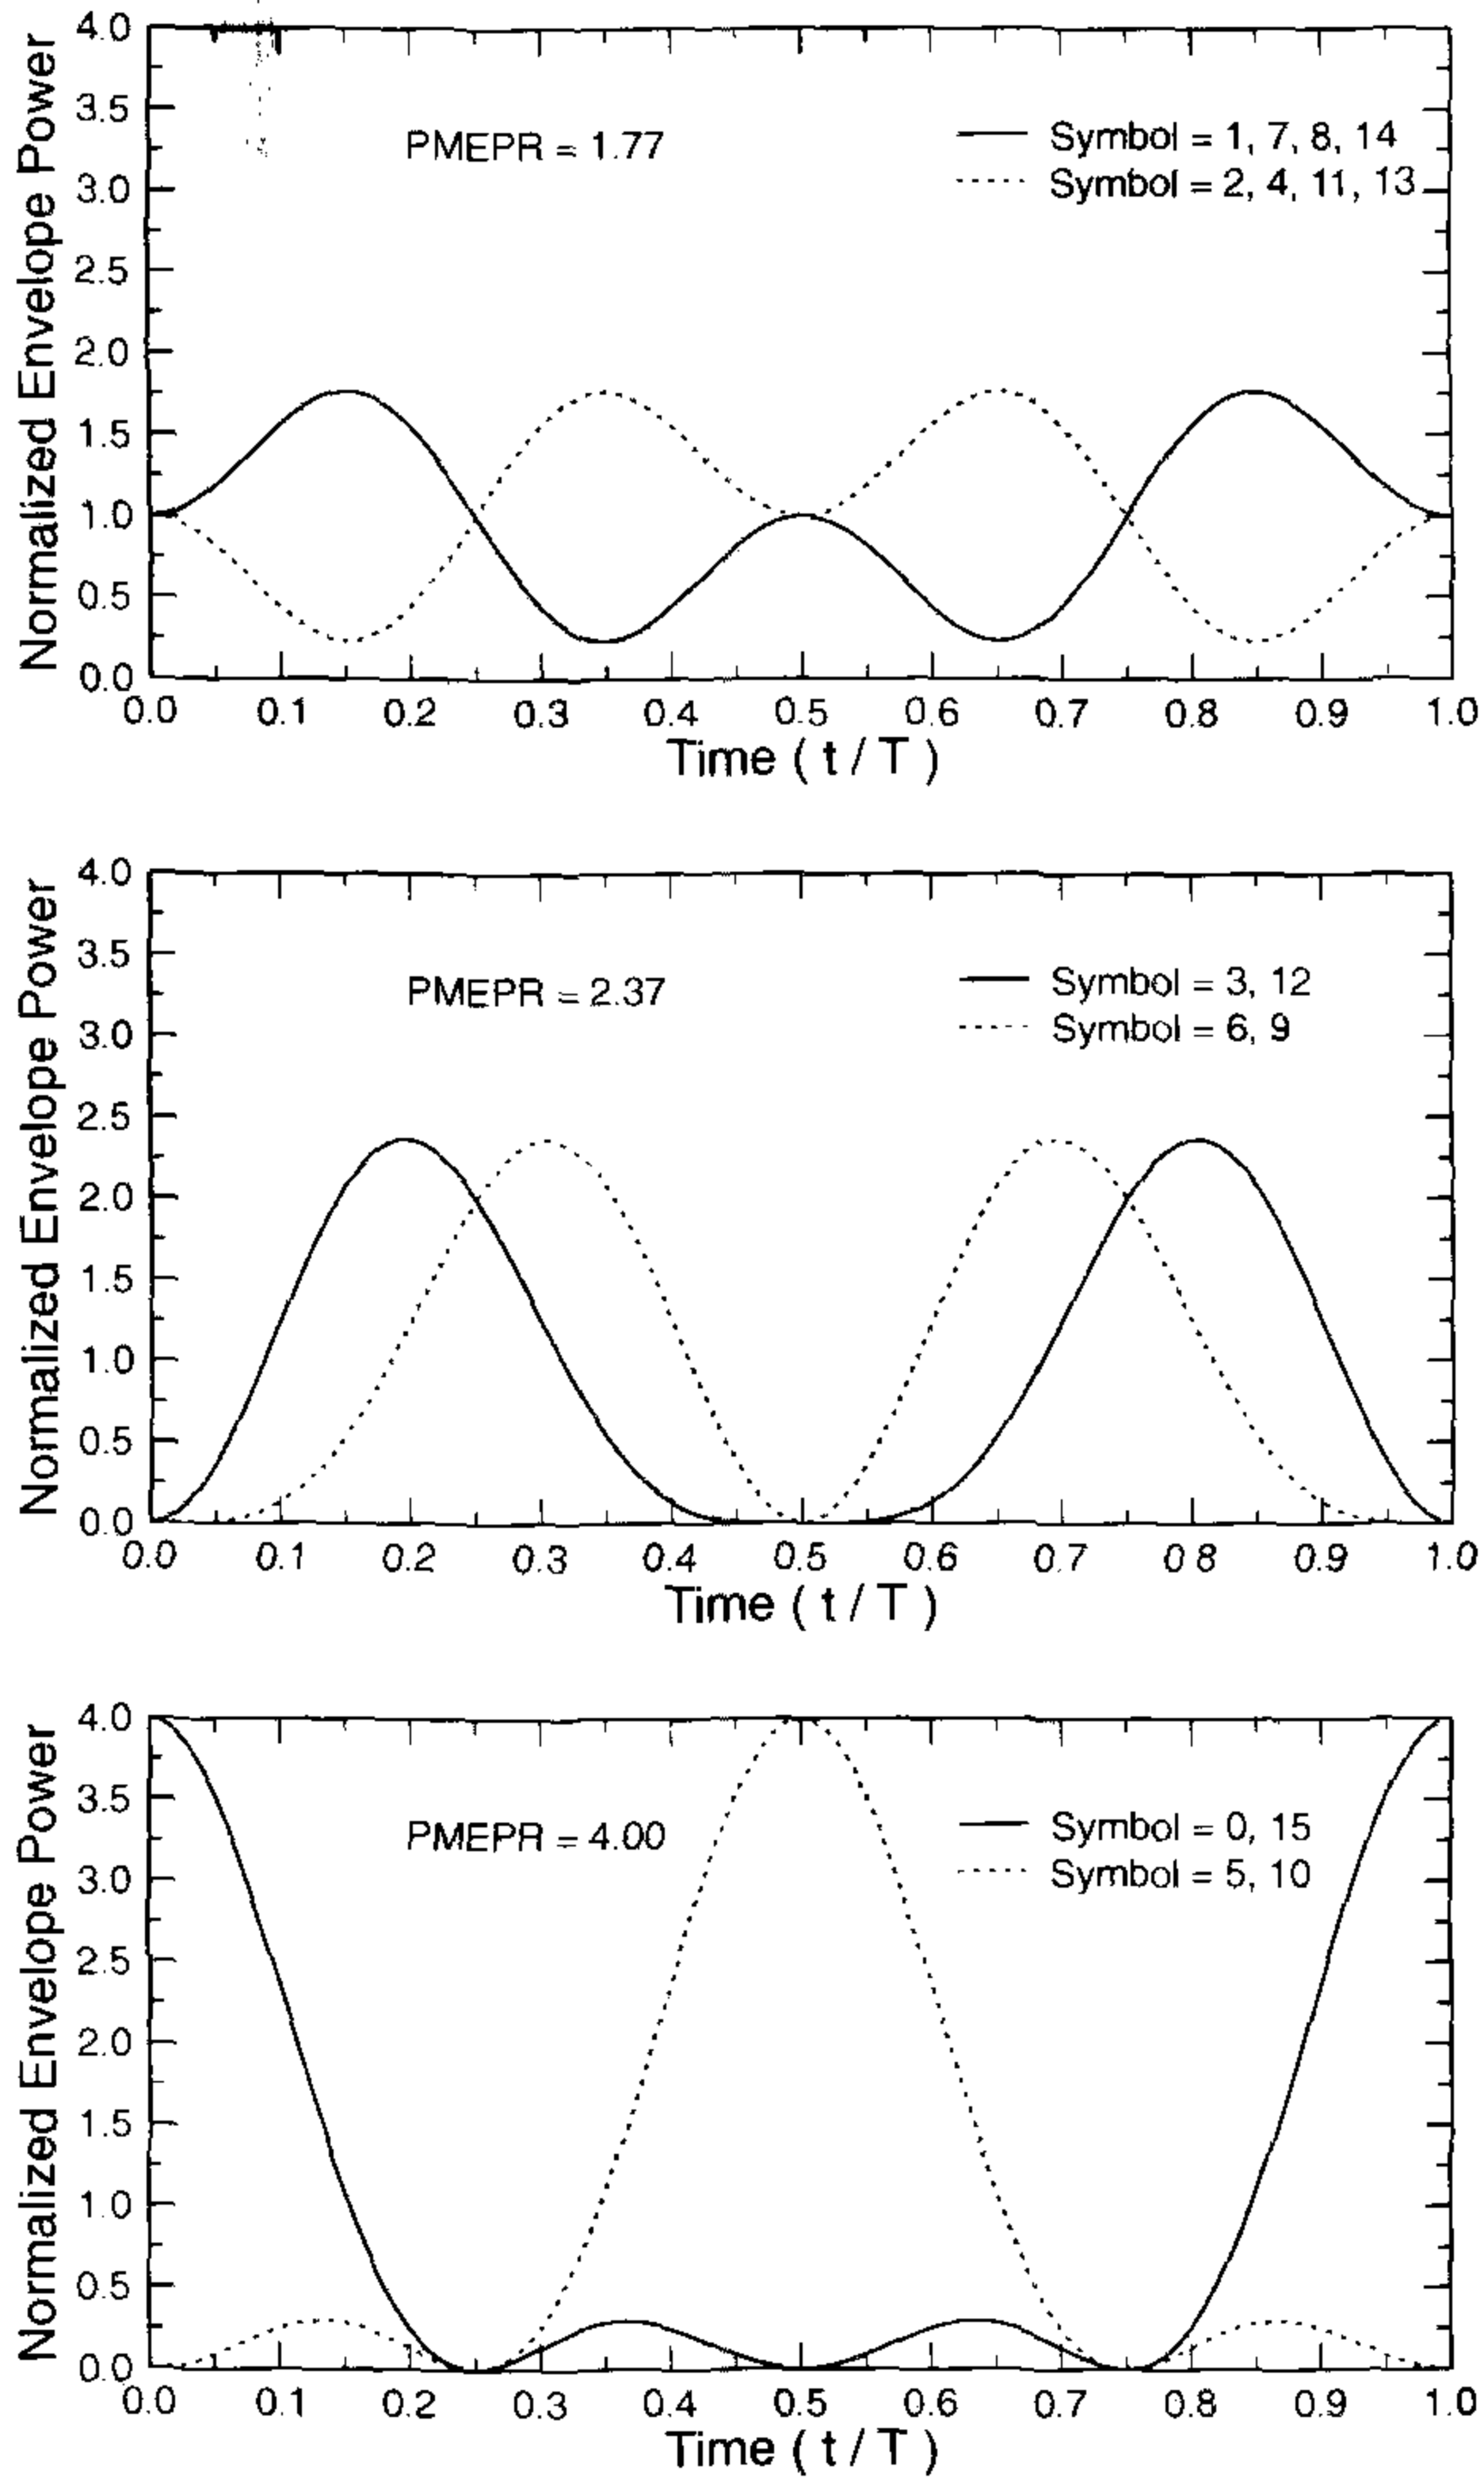 Normalized Envelope Power
4.0
3.5
3.0
2.5
2.0
1.5
1.0
0.5
0.0
PMEPR = 1.77
Symbol = 1, 7, 8, 14
Symbol = 2, 4, 11, 13
0.0 0.1 0.2 0.3 0.4 0.5 0.6 0.7 0.8 0.9 1.0
Time ( t / T )
Normalized Envelope Power
4.0
3.5
3.0
2.5
2.0
1.5
1.0
0.5
0.0
PMEPR = 2.37
Symbol = 3, 12
Symbol = 6, 9
0.0 0.1 0.2 0.3 0.4 0.5 0.6 0.7 0.8 0.9 1.0
Time ( t / T )
Normalized Envelope Power
4.0
3.5
3.0
2.5
2.0
1.5
1.0
0.5
0.0
PMEPR = 4.00
Symbol = 0, 15
Symbol = 5, 10
0.0 0.1 0.2 0.3 0.4 0.5 0.6 0.7 0.8 0.9 1.0
Time ( t / T )